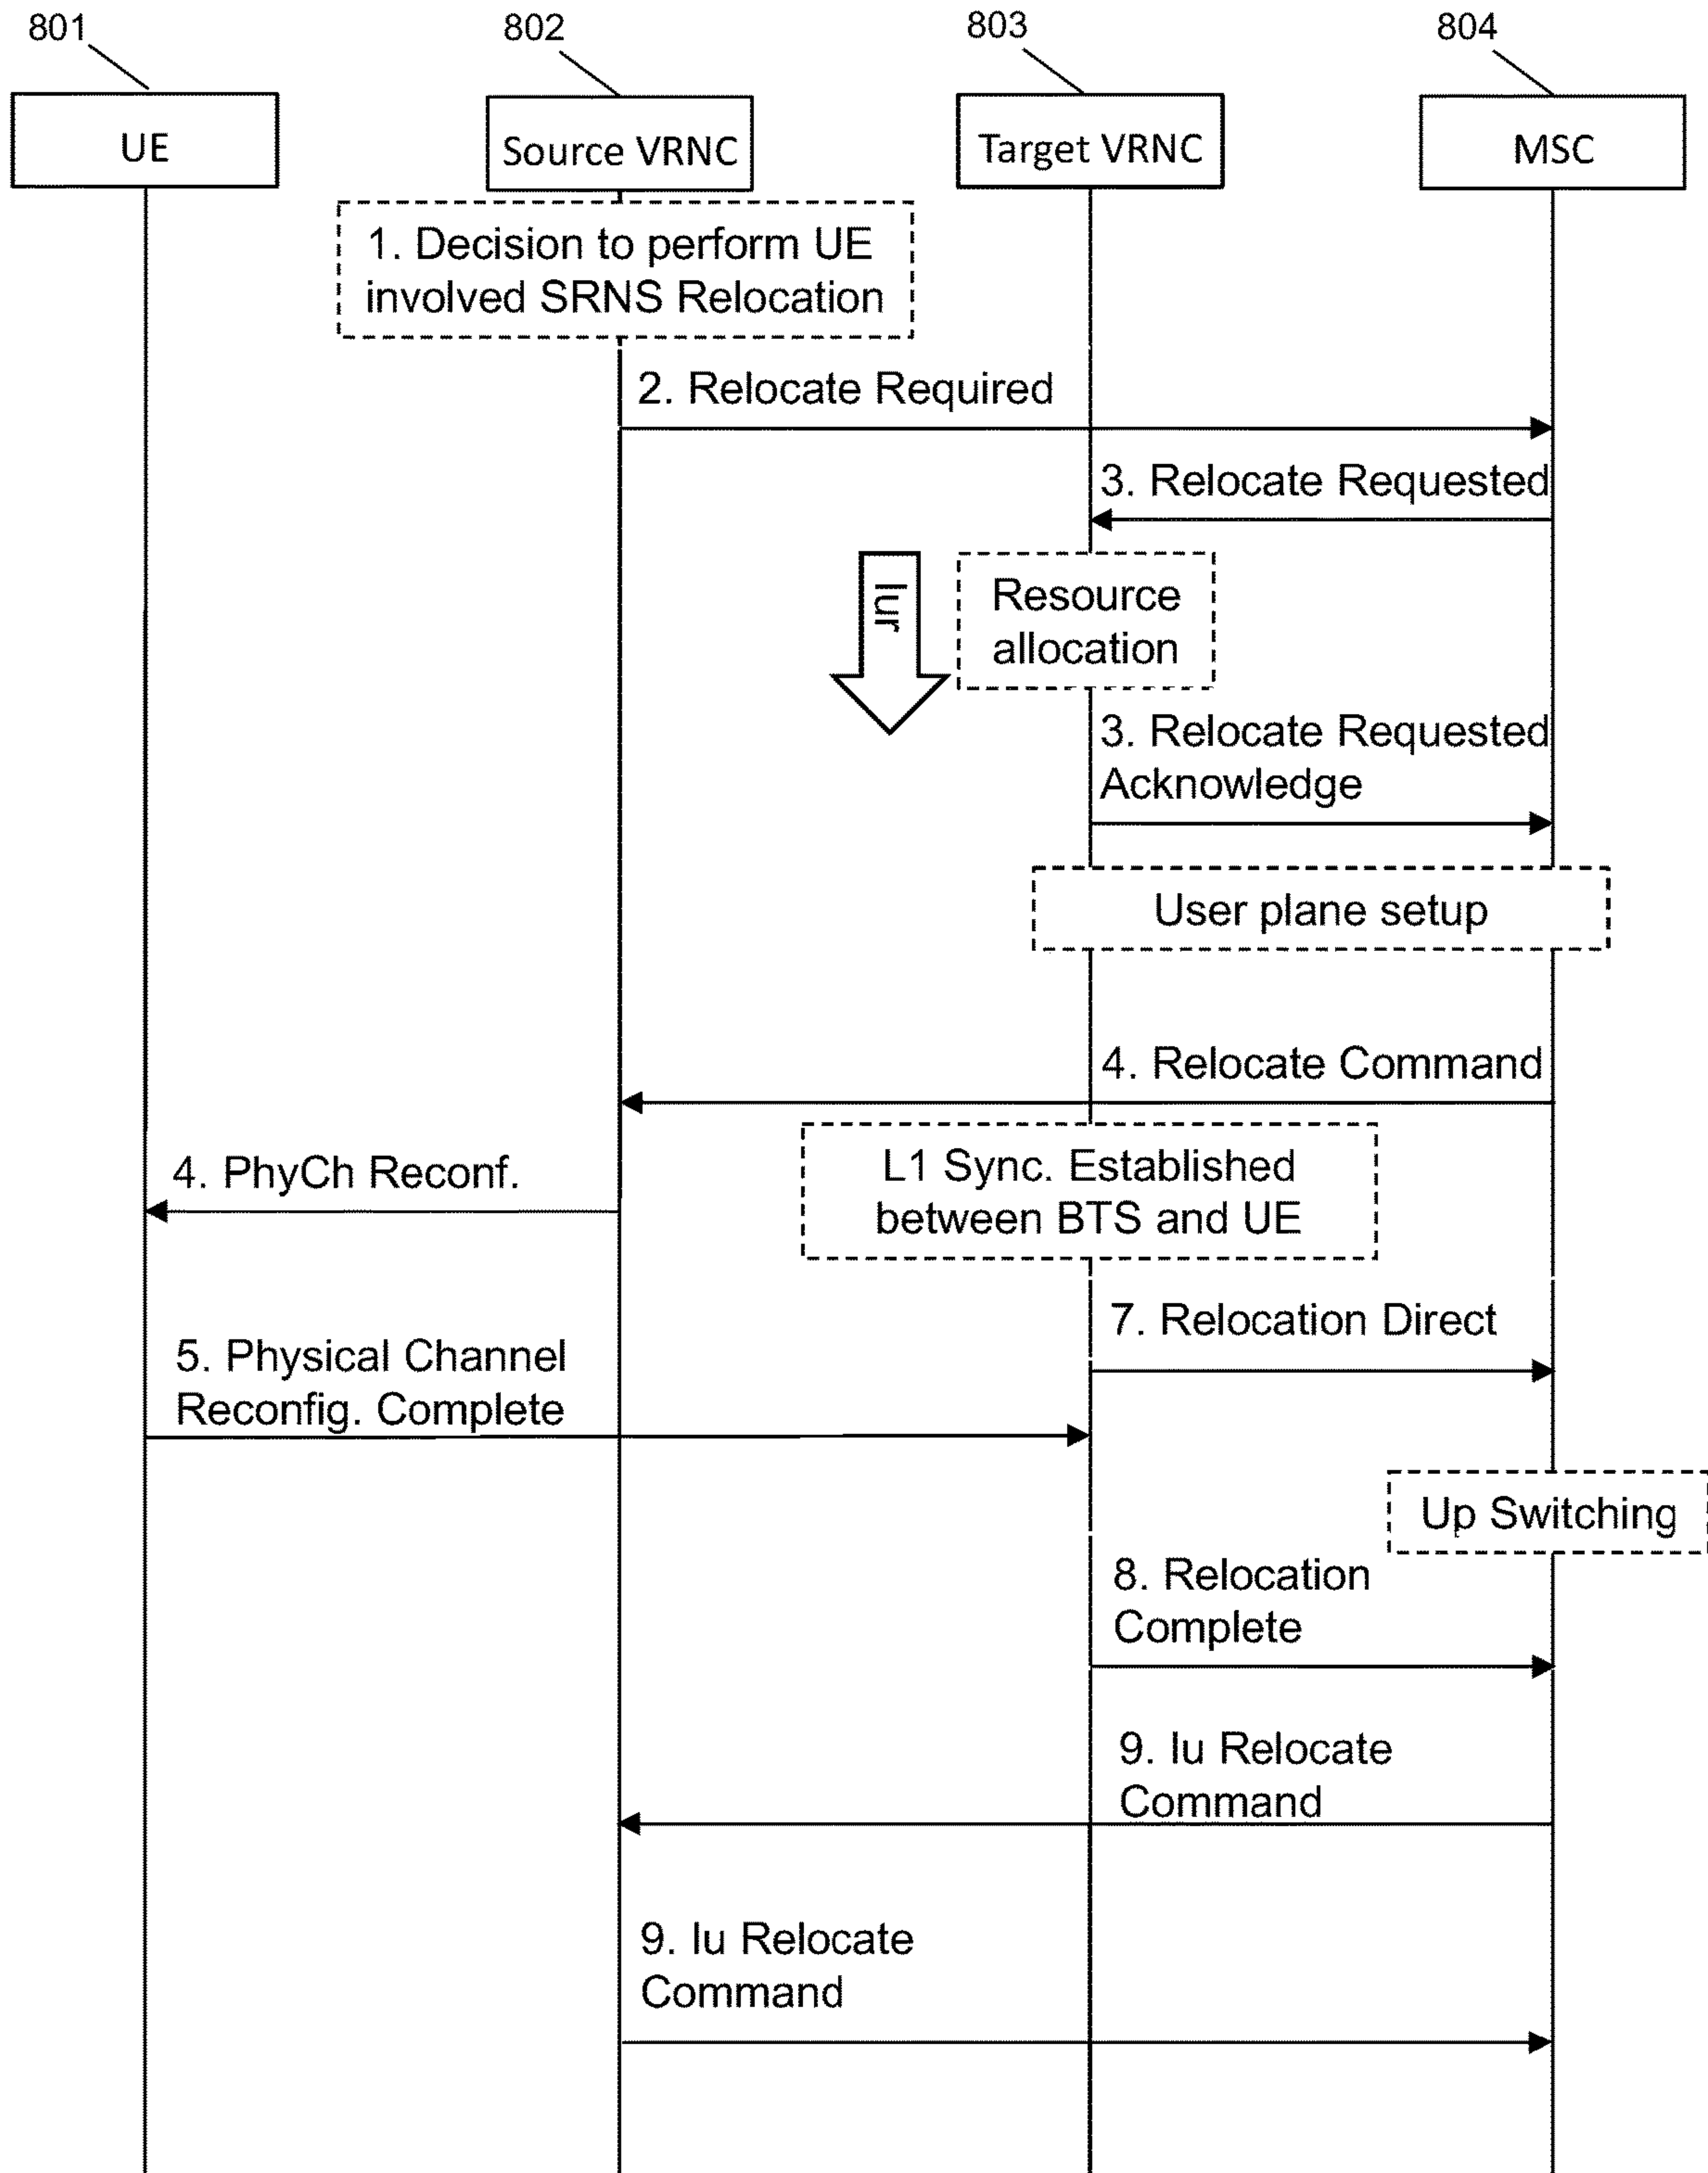 801
802
803
804
UE
Source VRNC
Target VRNC
MSC
1. Decision to perform UE
involved SRNS Relocation
2. Relocate Required
3. Relocate Requested
Iur
Resource
allocation
3. Relocate Requested
Acknowledge
User plane setup
4. Relocate Command
4. PhyCh Reconf.
L1 Sync. Established
between BTS and UE
7. Relocation Direct
5. Physical Channel
Reconfig. Complete
Up Switching
8. Relocation
Complete
9. Iu Relocate
Command
9. Iu Relocate
Command